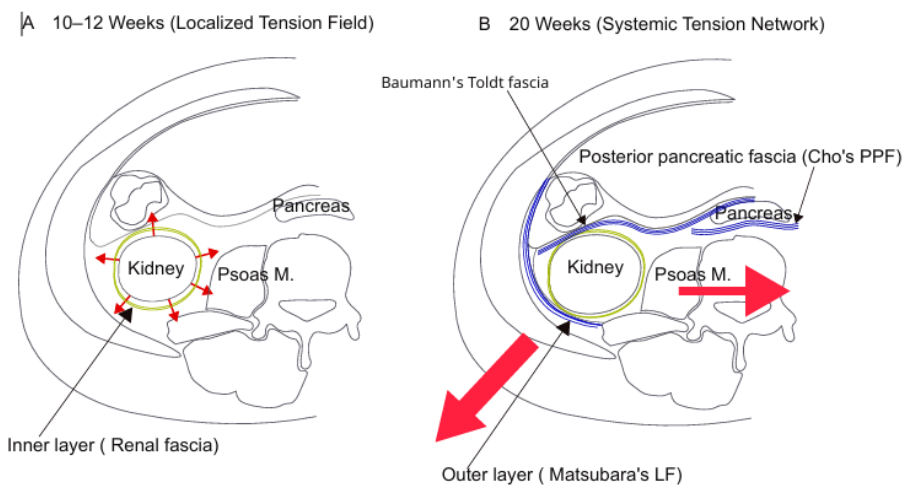 A 10–12 Weeks (Localized Tension Field)
B 20 Weeks (Systemic Tension Network)
Baumann's Toldt fascia
Posterior pancreatic fascia (Cho's PPF)
Pancreas
Kidney
Psoas M.
Inner layer ( Renal fascia)
Pancreas
Kidney
Psoas M.
Outer layer ( Matsubara's LF)